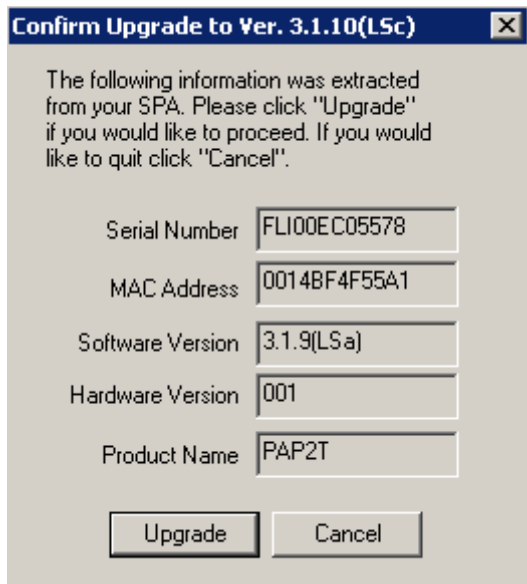 Confirm Upgrade to Ver. 3.1.10(LSc)
The following information was extracted
from your SPA. Please click "Upgrade"
if you would like to proceed. If you would
like to quit click "Cancel".
Serial Number FLI00EC05578
MAC Address 0014BF4F55A1
Software Version 3.1.9(LSa)
Hardware Version 001
Product Name PAP2T
Upgrade Cancel